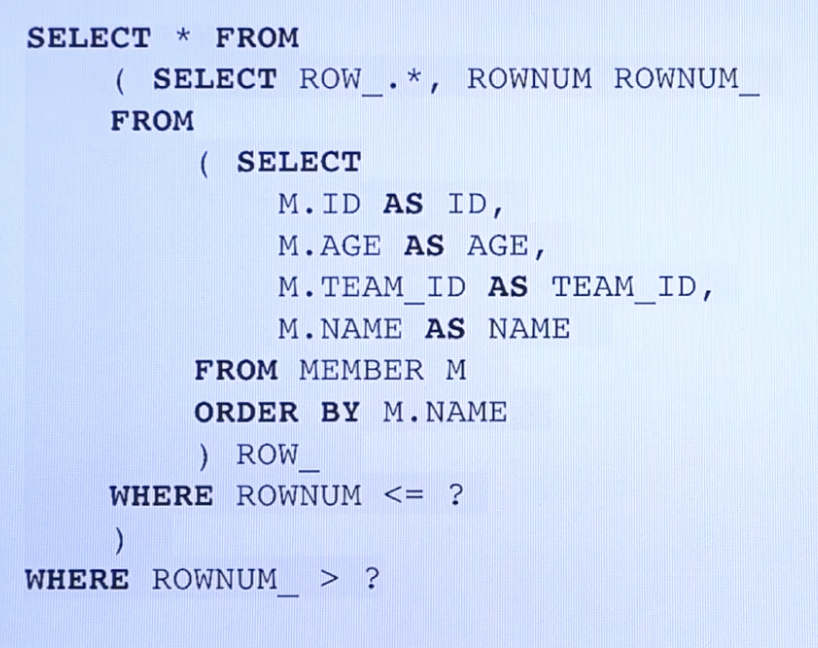 SELECT * FROM
( SELECT ROW_.*, ROWNUM ROWNUM_
FROM
( SELECT
M.ID AS ID,
M.AGE AS AGE,
M.TEAM_ID AS TEAM_ID,
M.NAME AS NAME
FROM MEMBER M
ORDER BY M.NAME
) ROW_
WHERE ROWNUM <= ?
)
WHERE ROWNUM_ > ?